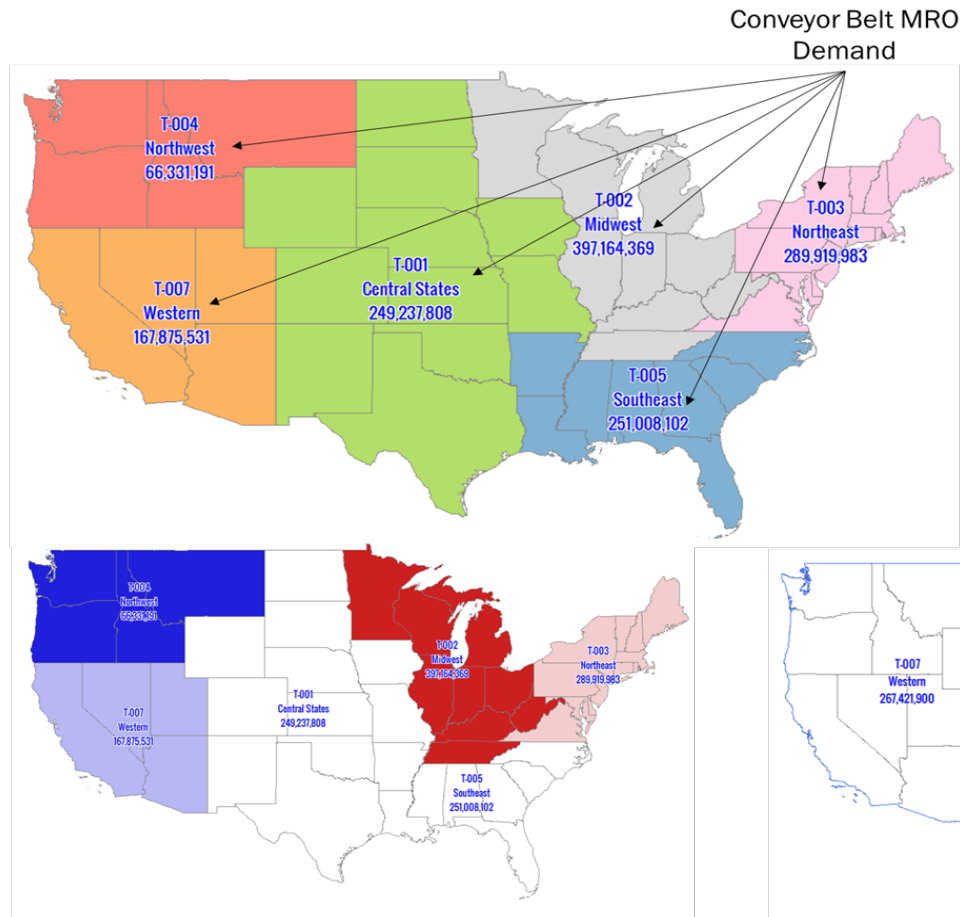 Conveyor Belt MRO
Demand
T-004
Northwest
66,331,191
T-002
Midwest
397,164,369
T-003
Northeast
289,919,983
T-001
Central States
249,237,808
T-007
Western
167,875,531
T-005
Southeast
251,008,102
T-004
Northwest
66,331,191
T-002
Midwest
397,164,369
T-003
Northeast
289,919,983
T-001
Central States
249,237,808
T-007
Western
167,875,531
T-005
Southeast
251,008,102
T-007
Western
267,421,900